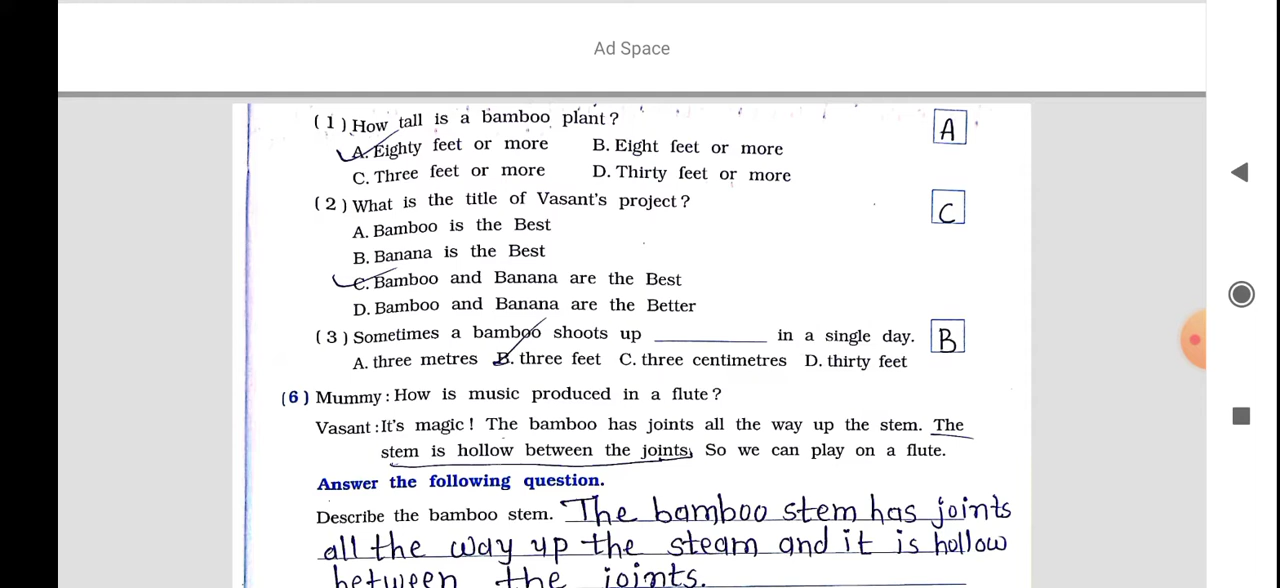 Ad Space
(1) How tall is a bamboo plant? A
A. Eighty feet or more B. Eight feet or more
C. Three feet or more D. Thirty feet or more
(2) What is the title of Vasant's project? C
A. Bamboo is the Best
B. Banana is the Best
C. Bamboo and Banana are the Best
D. Bamboo and Banana are the Better
(3) Sometimes a bamboo shoots up __________ in a single day. B
A. three metres B. three feet C. three centimetres D. thirty feet
(6) Mummy : How is music produced in a flute?
Vasant : It's magic! The bamboo has joints all the way up the stem. The
stem is hollow between the joints, So we can play on a flute.
Answer the following question.
Describe the bamboo stem. The bamboo stem has joints
all the way up the steam and it is hollow
between the joints.